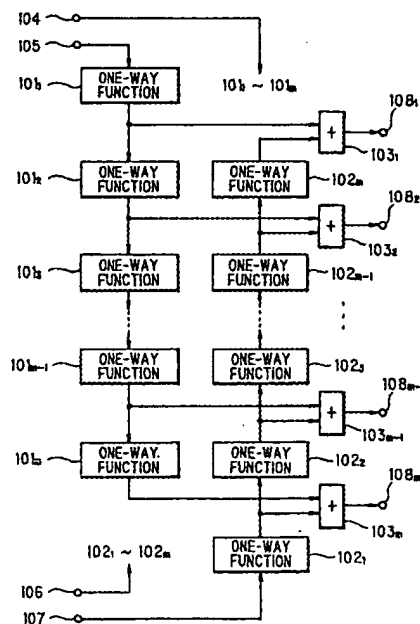 104
105
101₁ ONE-WAY FUNCTION
101₂ ~ 101ₘ
108₁
+
103₁
101₂ ONE-WAY FUNCTION
ONE-WAY FUNCTION 102ₘ
108₂
+
103₂
101₃ ONE-WAY FUNCTION
ONE-WAY FUNCTION 102ₘ₋₁
101ₘ₋₁ ONE-WAY FUNCTION
ONE-WAY FUNCTION 102₃
108ₘ₋
+
103ₘ₋₁
101ₘ ONE-WAY. FUNCTION
ONE-WAY FUNCTION 102₂
108ₘ
+
103ₘ
102₁ ~ 102ₘ
ONE-WAY FUNCTION 102₁
106
107